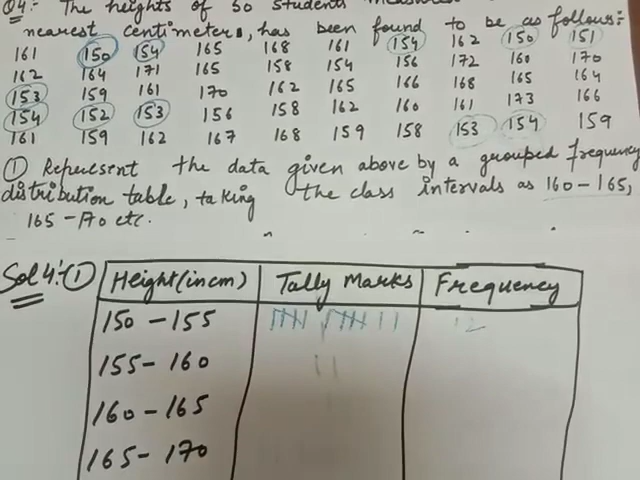 Q4:- The heights of 50 students measured
nearest centimeters, has been found to be as follows:-
161 150 154 165 168 161 154 162 150 151
162 164 171 165 158 154 156 172 160 170
153 159 161 170 162 165 166 168 165 164
154 152 153 156 158 162 160 161 173 166
161 159 162 167 168 159 158 153 154 159
① Represent the data given above by a grouped frequency
distribution table, taking the class intervals as 160-165,
165-170 etc.
Sol 4:① Height(in cm) Tally Marks Frequency
150-155 12
155-160
160-165
165-170